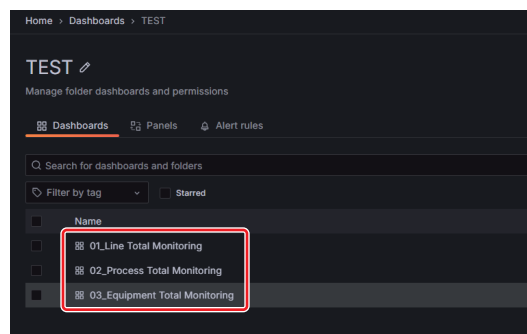 Home > Dashboards > TEST
TEST
Manage folder dashboards and permissions
Dashboards Panels Alert rules
Search for dashboards and folders
Filter by tag Starred
Name
01_Line Total Monitoring
02_Process Total Monitoring
03_Equipment Total Monitoring